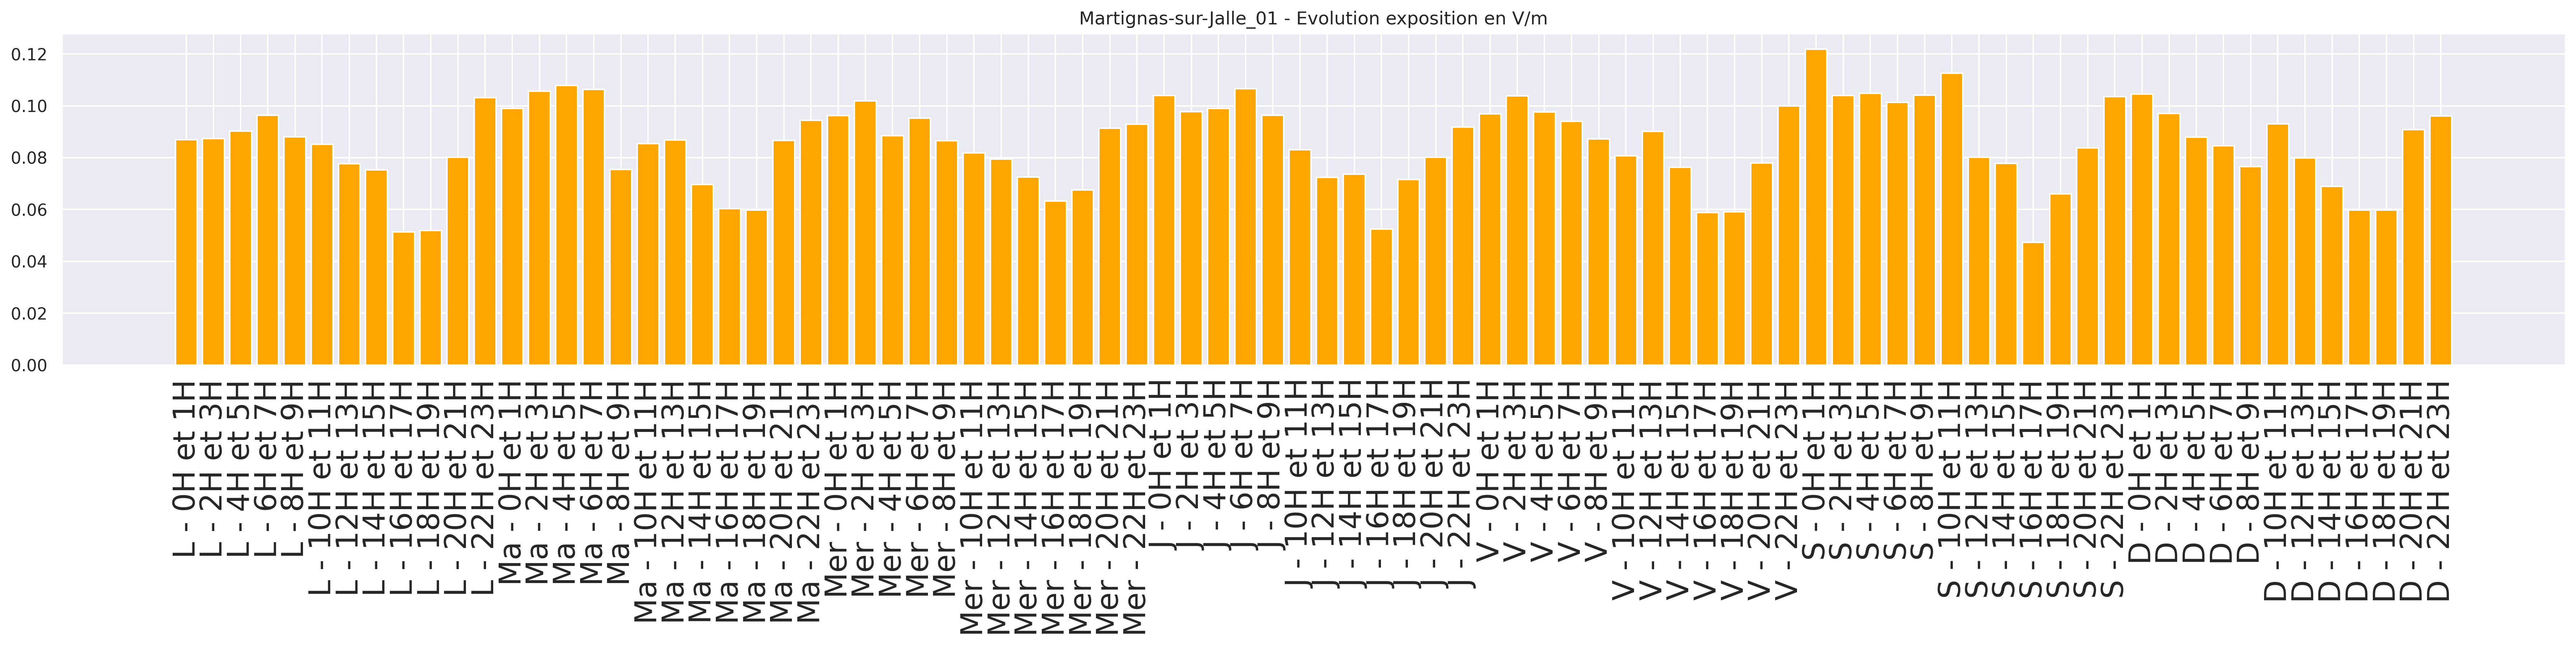 Martignas-sur-Jalle_01 - Evolution exposition en V/m
0.12
0.10
0.08
0.06
0.04
0.02
0.00
L - 0H et 1H
L - 2H et 3H
L - 4H et 5H
L - 6H et 7H
L - 8H et 9H
L - 10H et 11H
L - 12H et 13H
L - 14H et 15H
L - 16H et 17H
L - 18H et 19H
L - 20H et 21H
L - 22H et 23H
Ma - 0H et 1H
Ma - 2H et 3H
Ma - 4H et 5H
Ma - 6H et 7H
Ma - 8H et 9H
Ma - 10H et 11H
Ma - 12H et 13H
Ma - 14H et 15H
Ma - 16H et 17H
Ma - 18H et 19H
Ma - 20H et 21H
Ma - 22H et 23H
Mer - 0H et 1H
Mer - 2H et 3H
Mer - 4H et 5H
Mer - 6H et 7H
Mer - 8H et 9H
Mer - 10H et 11H
Mer - 12H et 13H
Mer - 14H et 15H
Mer - 16H et 17H
Mer - 18H et 19H
Mer - 20H et 21H
Mer - 22H et 23H
J - 0H et 1H
J - 2H et 3H
J - 4H et 5H
J - 6H et 7H
J - 8H et 9H
J - 10H et 11H
J - 12H et 13H
J - 14H et 15H
J - 16H et 17H
J - 18H et 19H
J - 20H et 21H
J - 22H et 23H
V - 0H et 1H
V - 2H et 3H
V - 4H et 5H
V - 6H et 7H
V - 8H et 9H
V - 10H et 11H
V - 12H et 13H
V - 14H et 15H
V - 16H et 17H
V - 18H et 19H
V - 20H et 21H
V - 22H et 23H
S - 0H et 1H
S - 2H et 3H
S - 4H et 5H
S - 6H et 7H
S - 8H et 9H
S - 10H et 11H
S - 12H et 13H
S - 14H et 15H
S - 16H et 17H
S - 18H et 19H
S - 20H et 21H
S - 22H et 23H
D - 0H et 1H
D - 2H et 3H
D - 4H et 5H
D - 6H et 7H
D - 8H et 9H
D - 10H et 11H
D - 12H et 13H
D - 14H et 15H
D - 16H et 17H
D - 18H et 19H
D - 20H et 21H
D - 22H et 23H